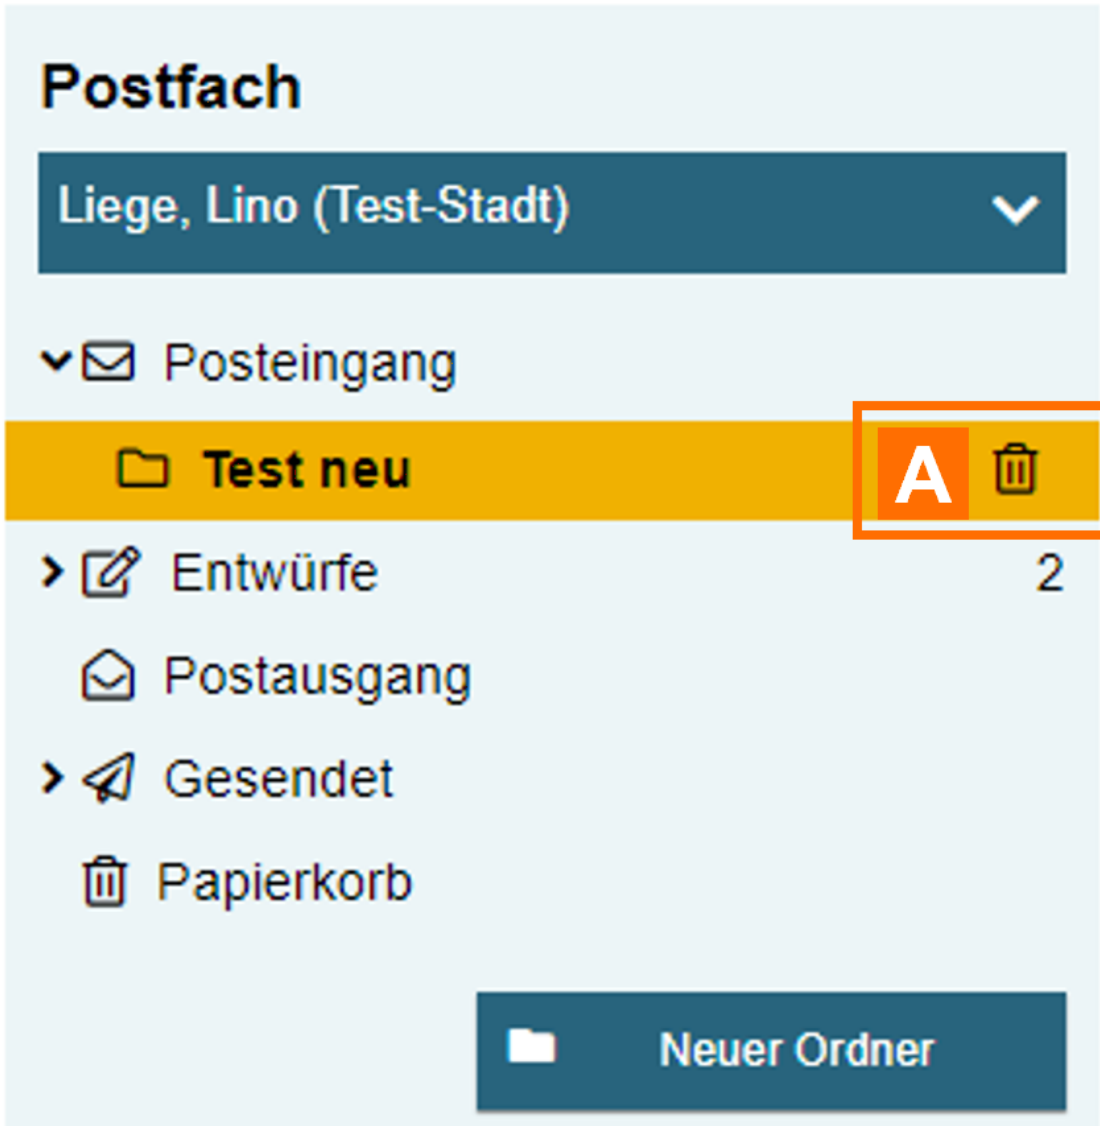 Postfach
Liege, Lino (Test-Stadt)
Posteingang
Test neu A
Entwürfe 2
Postausgang
Gesendet
Papierkorb
Neuer Ordner